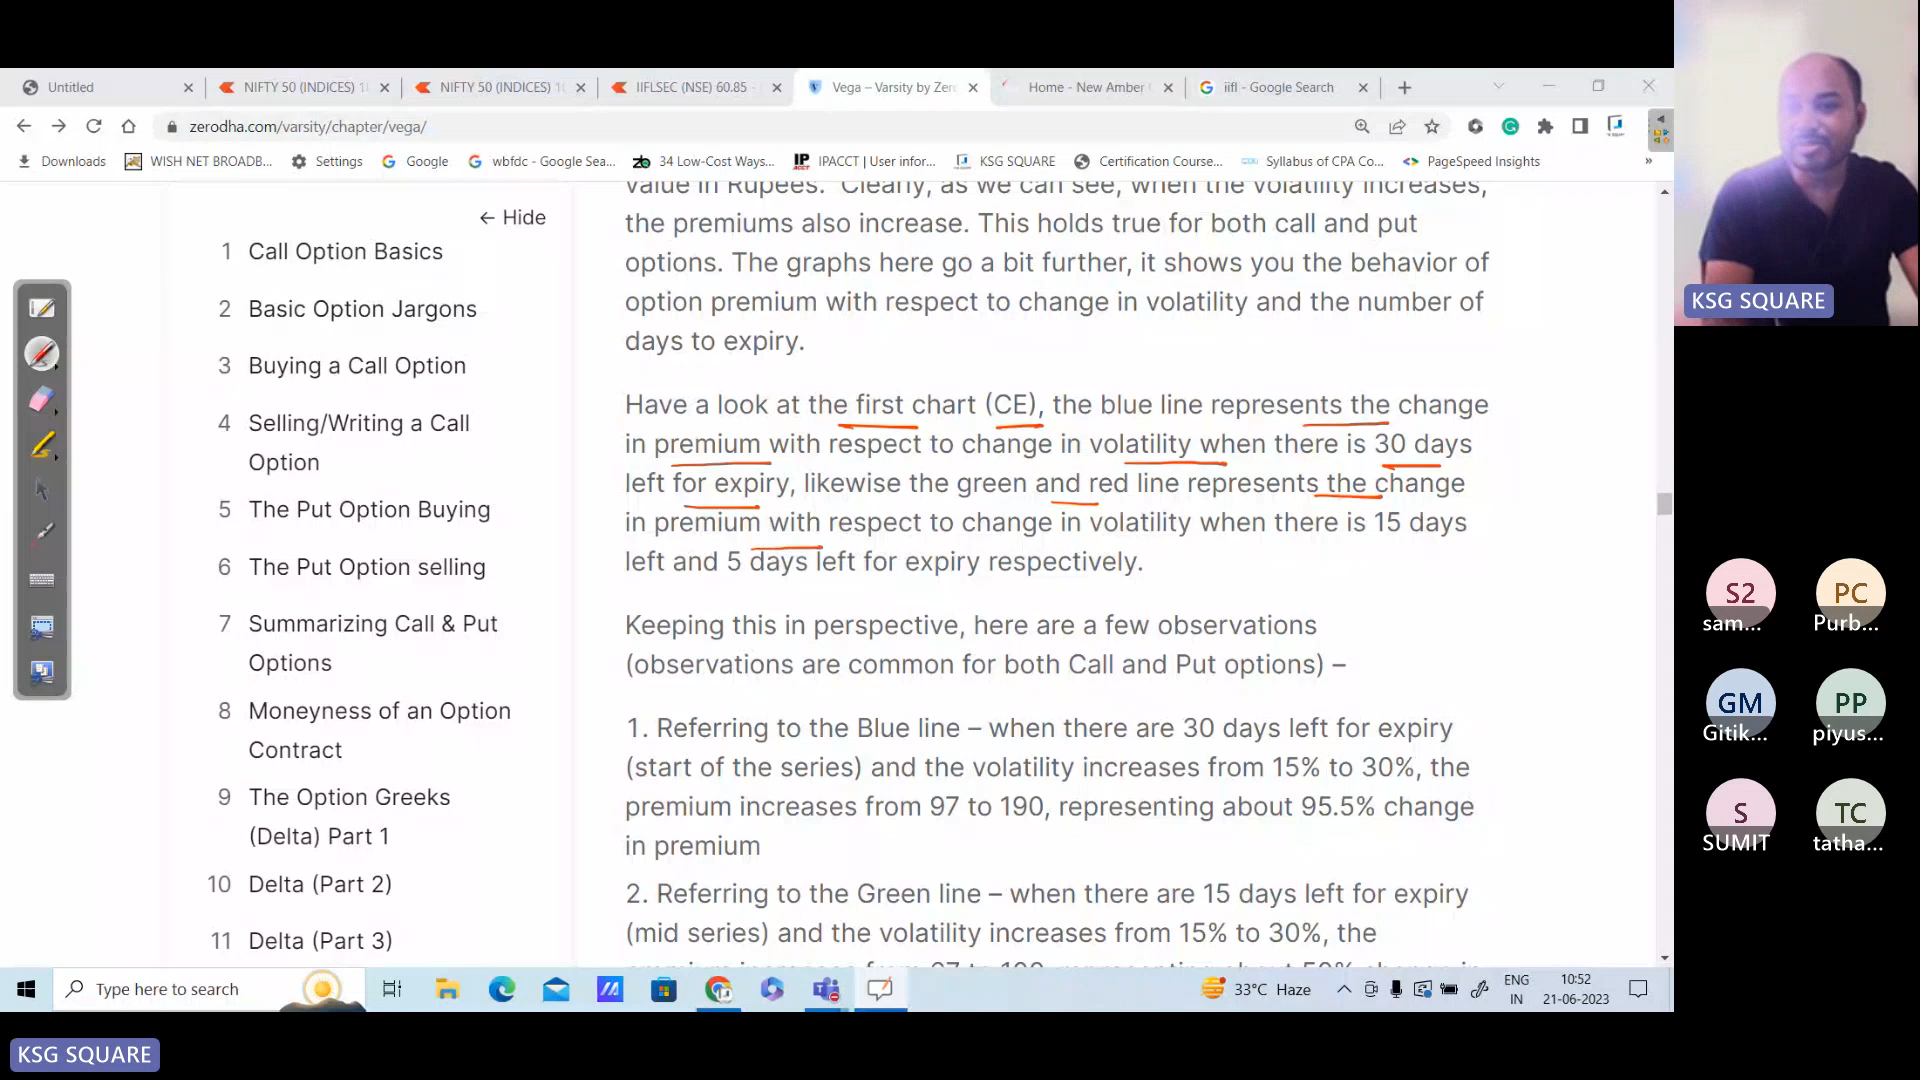 Untitled
NIFTY 50 (INDICES) 1
NIFTY 50 (INDICES) 10
IIFLSEC (NSE) 60.85
Vega – Varsity by Zero
Home - New Amber
iifl - Google Search
zerodha.com/varsity/chapter/vega/
Downloads
WISH NET BROADB...
Settings
Google
wbfdc - Google Sea...
34 Low-Cost Ways...
IPACCT | User infor...
KSG SQUARE
Certification Course...
Syllabus of CPA Co...
PageSpeed Insights
»
← Hide
1 Call Option Basics
2 Basic Option Jargons
3 Buying a Call Option
4 Selling/Writing a Call
Option
5 The Put Option Buying
6 The Put Option selling
7 Summarizing Call & Put
Options
8 Moneyness of an Option
Contract
9 The Option Greeks
(Delta) Part 1
10 Delta (Part 2)
11 Delta (Part 3)
value in Rupees. Clearly, as we can see, when the volatility increases,
the premiums also increase. This holds true for both call and put
options. The graphs here go a bit further, it shows you the behavior of
option premium with respect to change in volatility and the number of
days to expiry.
Have a look at the first chart (CE), the blue line represents the change
in premium with respect to change in volatility when there is 30 days
left for expiry, likewise the green and red line represents the change
in premium with respect to change in volatility when there is 15 days
left and 5 days left for expiry respectively.
Keeping this in perspective, here are a few observations
(observations are common for both Call and Put options) –
1. Referring to the Blue line – when there are 30 days left for expiry
(start of the series) and the volatility increases from 15% to 30%, the
premium increases from 97 to 190, representing about 95.5% change
in premium
2. Referring to the Green line – when there are 15 days left for expiry
(mid series) and the volatility increases from 15% to 30%, the
Type here to search
33°C Haze
ENG
IN
10:52
21-06-2023
KSG SQUARE
S2
sam...
PC
Purb...
GM
Gitik...
PP
piyus...
S
SUMIT
TC
tatha...
KSG SQUARE